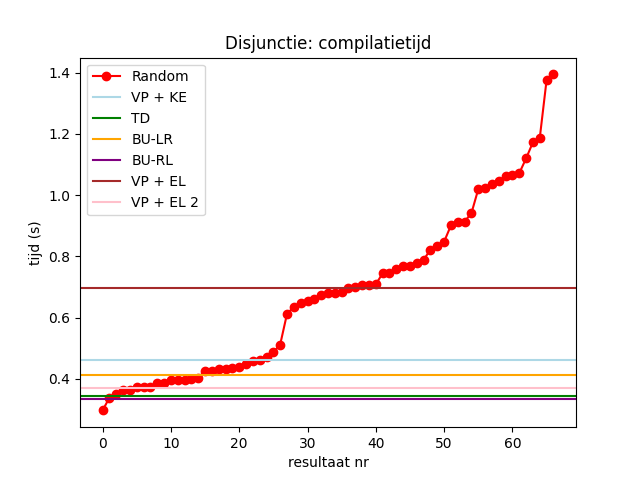 Disjunctie: compilatietijd
tijd (s)
1.4
1.2
1.0
0.8
0.6
0.4
Random
VP + KE
TD
BU-LR
BU-RL
VP + EL
VP + EL 2
0 10 20 30 40 50 60
resultaat nr